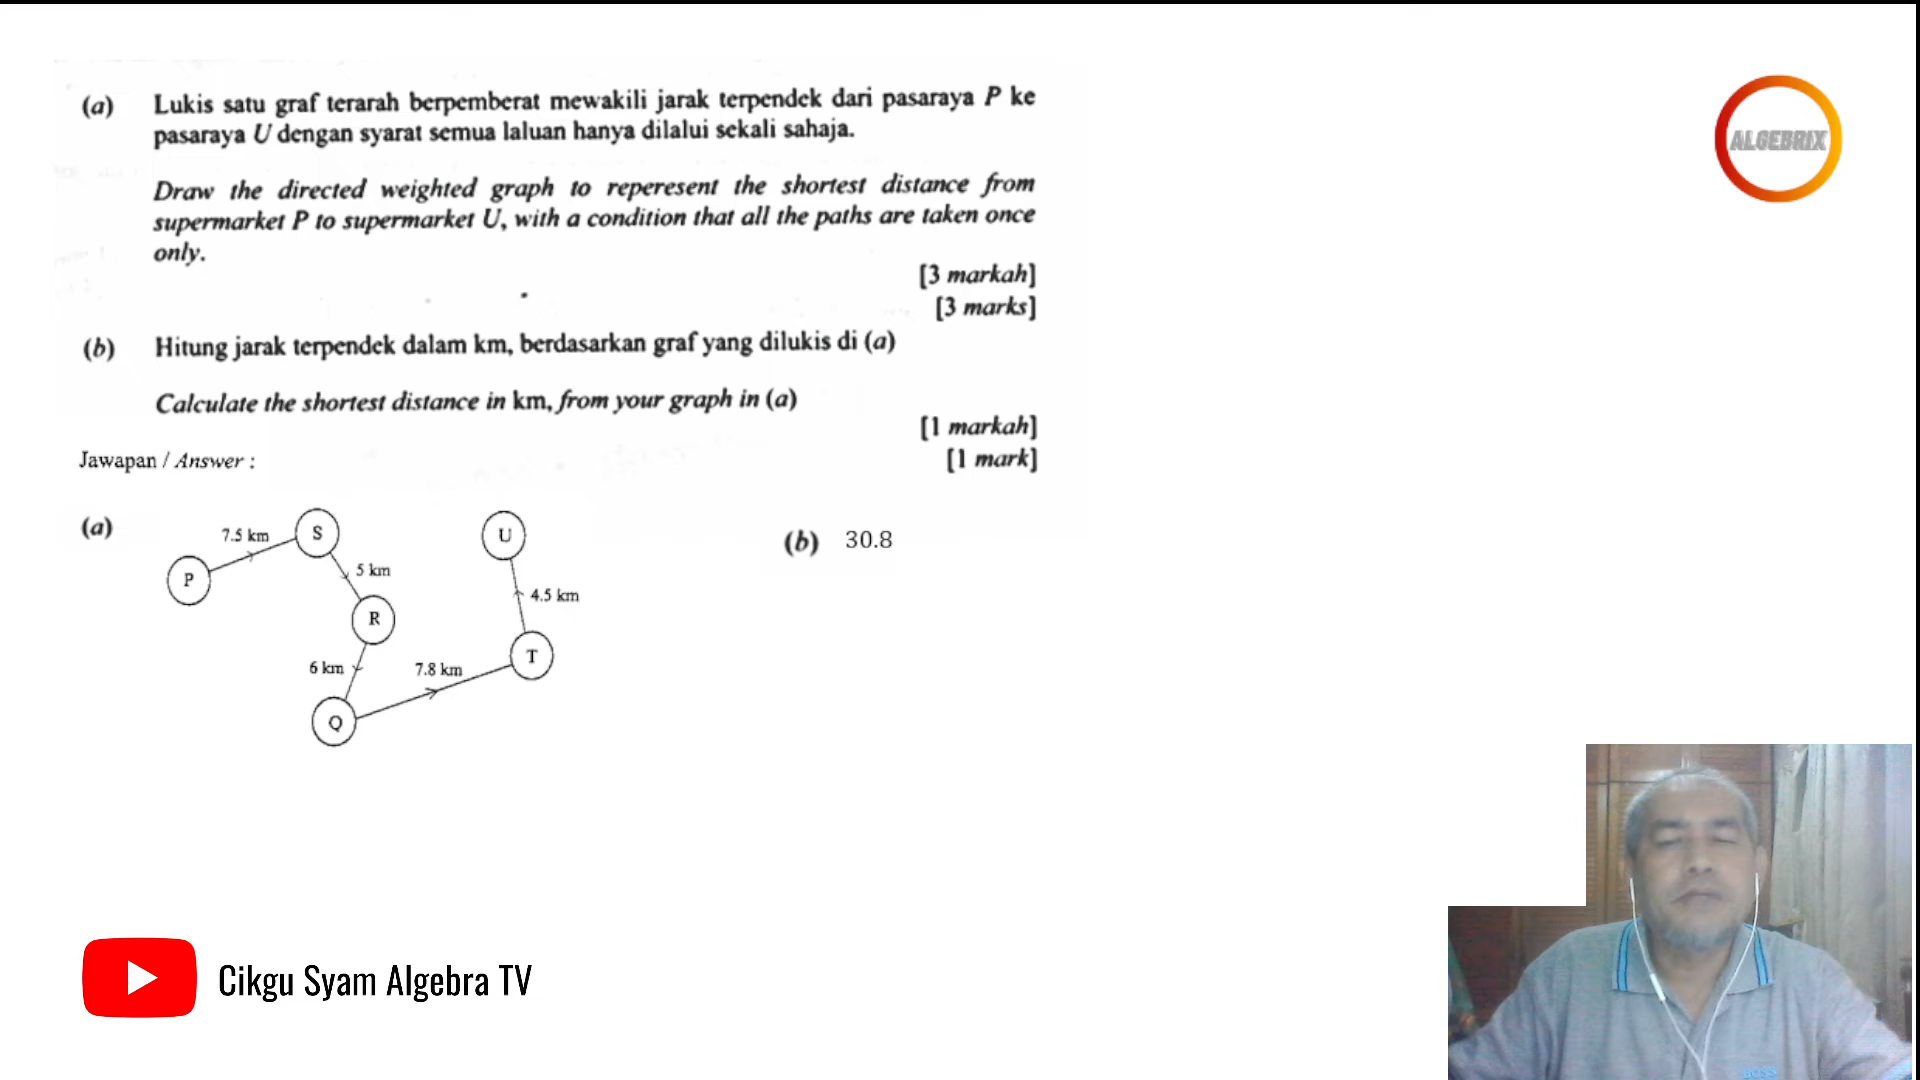 (a) Lukis satu graf terarah berpemberat mewakili jarak terpendek dari pasaraya P ke
pasaraya U dengan syarat semua laluan hanya dilalui sekali sahaja.
Draw the directed weighted graph to reperesent the shortest distance from
supermarket P to supermarket U, with a condition that all the paths are taken once
only.
[3 markah]
[3 marks]
(b) Hitung jarak terpendek dalam km, berdasarkan graf yang dilukis di (a)
Calculate the shortest distance in km, from your graph in (a)
[1 markah]
[1 mark]
Jawapan / Answer :
(a)
7.5 km
S
U
P
5 km
4.5 km
R
T
6 km
7.8 km
Q
(b) 30.8
ALGEBRIX
Cikgu Syam Algebra TV
BOSS